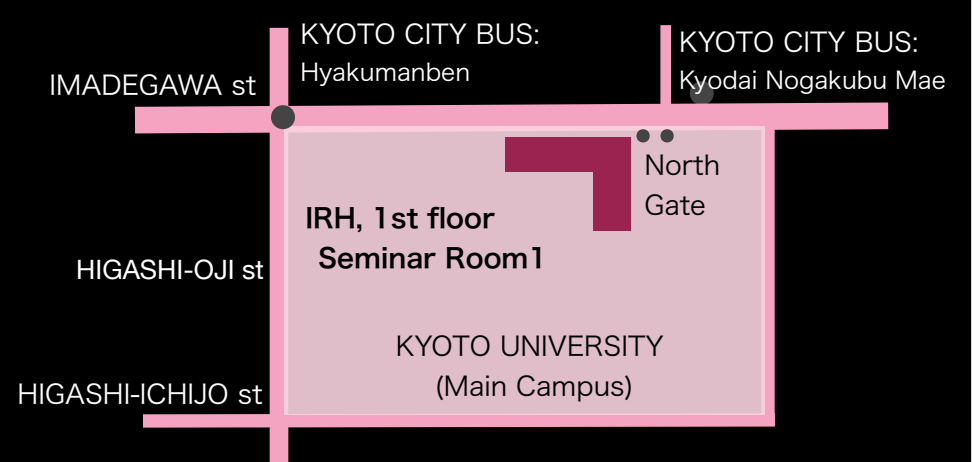 KYOTO CITY BUS:
Hyakumanben
KYOTO CITY BUS:
Kyodai Nogakubu Mae
IMADEGAWA st
North
Gate
IRH, 1st floor
Seminar Room1
HIGASHI-OJI st
KYOTO UNIVERSITY
(Main Campus)
HIGASHI-ICHIJO st